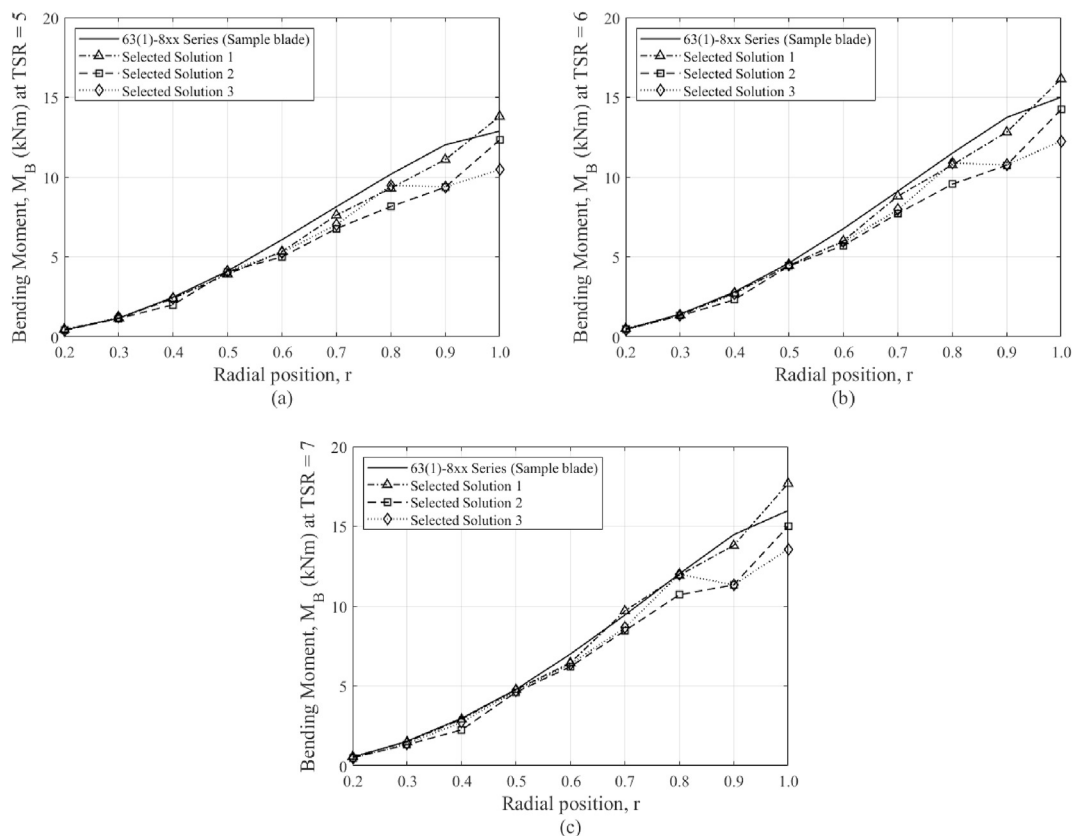 Bending Moment, M_B (kNm) at TSR = 5
20
15
10
5
0
63(1)-8xx Series (Sample blade)
Selected Solution 1
Selected Solution 2
Selected Solution 3
0.2 0.3 0.4 0.5 0.6 0.7 0.8 0.9 1.0
Radial position, r
(a)
Bending Moment, M_B (kNm) at TSR = 6
20
15
10
5
0
63(1)-8xx Series (Sample blade)
Selected Solution 1
Selected Solution 2
Selected Solution 3
0.2 0.3 0.4 0.5 0.6 0.7 0.8 0.9 1.0
Radial position, r
(b)
Bending Moment, M_B (kNm) at TSR = 7
20
15
10
5
0
63(1)-8xx Series (Sample blade)
Selected Solution 1
Selected Solution 2
Selected Solution 3
0.2 0.3 0.4 0.5 0.6 0.7 0.8 0.9 1.0
Radial position, r
(c)